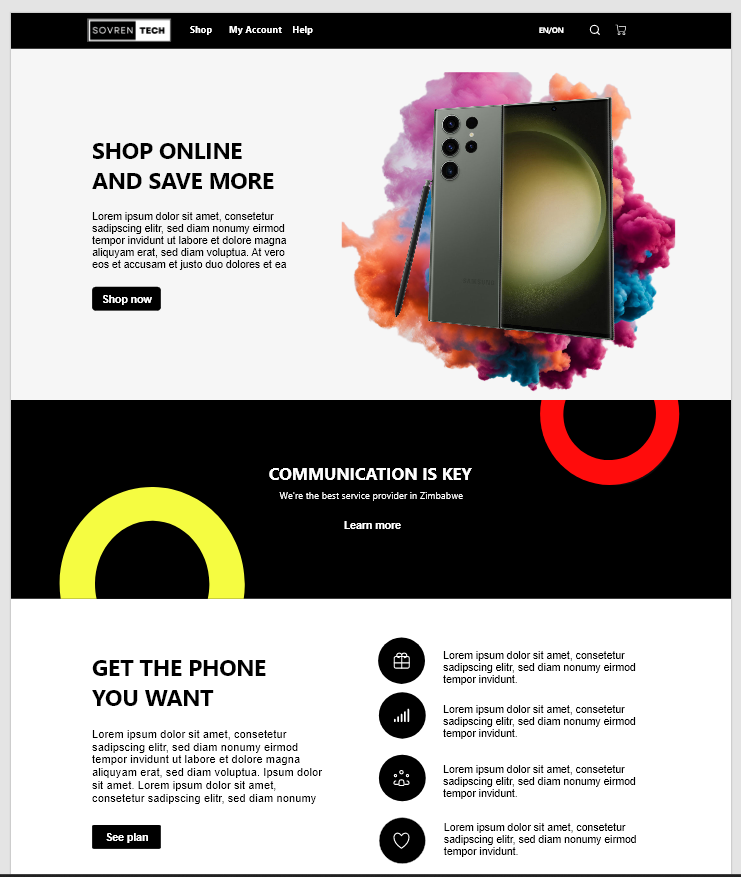 SOVREN TECH
Shop My Account Help
EN/ON
SHOP ONLINE
AND SAVE MORE
Lorem ipsum dolor sit amet, consetetur
sadipscing elitr, sed diam nonumy eirmod
tempor invidunt ut labore et dolore magna
aliquyam erat, sed diam voluptua. At vero
eos et accusam et justo duo dolores et ea
Shop now
COMMUNICATION IS KEY
We're the best service provider in Zimbabwe
Learn more
GET THE PHONE
YOU WANT
Lorem ipsum dolor sit amet, consetetur
sadipscing elitr, sed diam nonumy eirmod
tempor invidunt ut labore et dolore magna
aliquyam erat, sed diam voluptua. Ipsum dolor
sit amet. Lorem ipsum dolor sit amet,
consetetur sadipscing elitr, sed diam nonumy
See plan
Lorem ipsum dolor sit amet, consetetur
sadipscing elitr, sed diam nonumy eirmod
tempor invidunt.
Lorem ipsum dolor sit amet, consetetur
sadipscing elitr, sed diam nonumy eirmod
tempor invidunt.
Lorem ipsum dolor sit amet, consetetur
sadipscing elitr, sed diam nonumy eirmod
tempor invidunt.
Lorem ipsum dolor sit amet, consetetur
sadipscing elitr, sed diam nonumy eirmod
tempor invidunt.